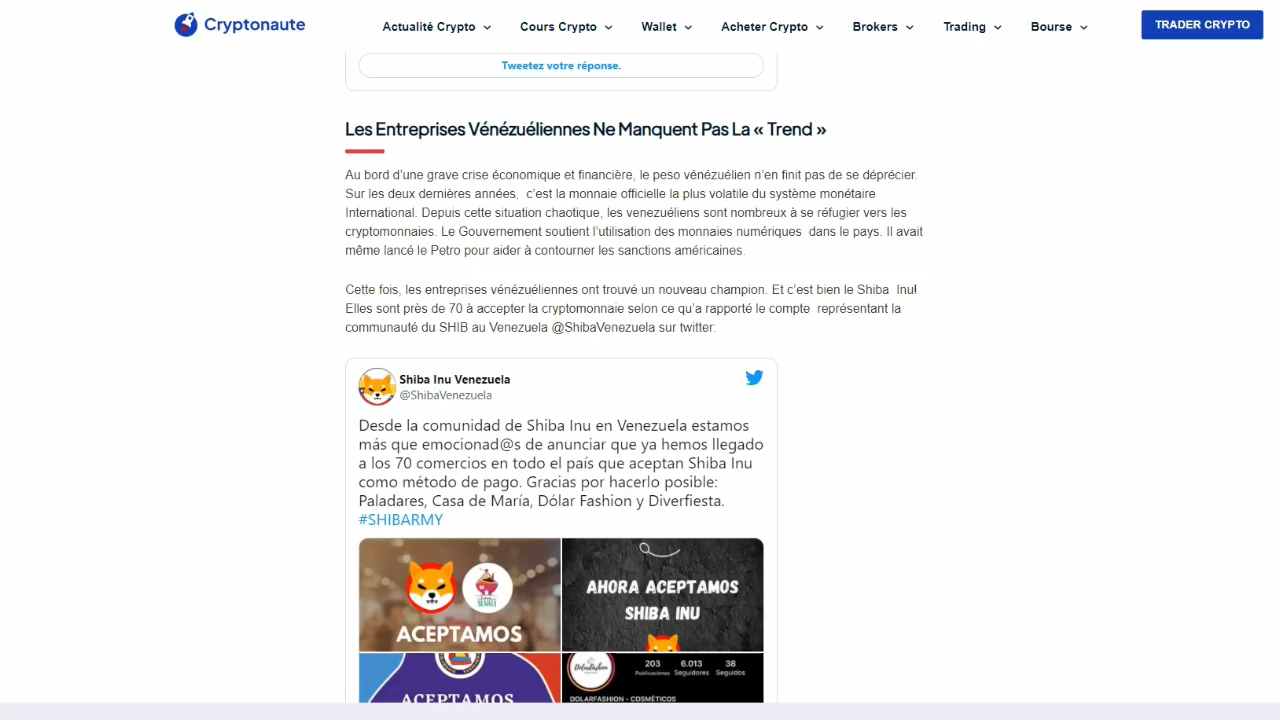 Cryptonaute
Actualité Crypto
Cours Crypto
Wallet
Acheter Crypto
Brokers
Trading
Bourse
TRADER CRYPTO
Tweetez votre réponse.
Les Entreprises Vénézuéliennes Ne Manquent Pas La « Trend »
Au bord d’une grave crise économique et financière, le peso vénézuélien n’en finit pas de se déprécier.
Sur les deux dernières années, c’est la monnaie officielle la plus volatile du système monétaire
International. Depuis cette situation chaotique, les venezuéliens sont nombreux à se réfugier vers les
cryptomonnaies. Le Gouvernement soutient l’utilisation des monnaies numériques dans le pays. Il avait
même lancé le Petro pour aider à contourner les sanctions américaines.
Cette fois, les entreprises vénézuéliennes ont trouvé un nouveau champion. Et c’est bien le Shiba Inu!
Elles sont près de 70 à accepter la cryptomonnaie selon ce qu’a rapporté le compte représentant la
communauté du SHIB au Venezuela @ShibaVenezuela sur twitter:
Shiba Inu Venezuela
@ShibaVenezuela
Desde la comunidad de Shiba Inu en Venezuela estamos
más que emocionad@s de anunciar que ya hemos llegado
a los 70 comercios en todo el país que aceptan Shiba Inu
como método de pago. Gracias por hacerlo posible:
Paladares, Casa de María, Dólar Fashion y Diverfiesta.
#SHIBARMY
ACEPTAMOS
AHORA ACEPTAMOS
SHIBA INU
ACEPTAMOS
DolarFashion
203 6.013 38
Publicaciones Seguidores Seguidos
DOLARFASHION - COSMÉTICOS